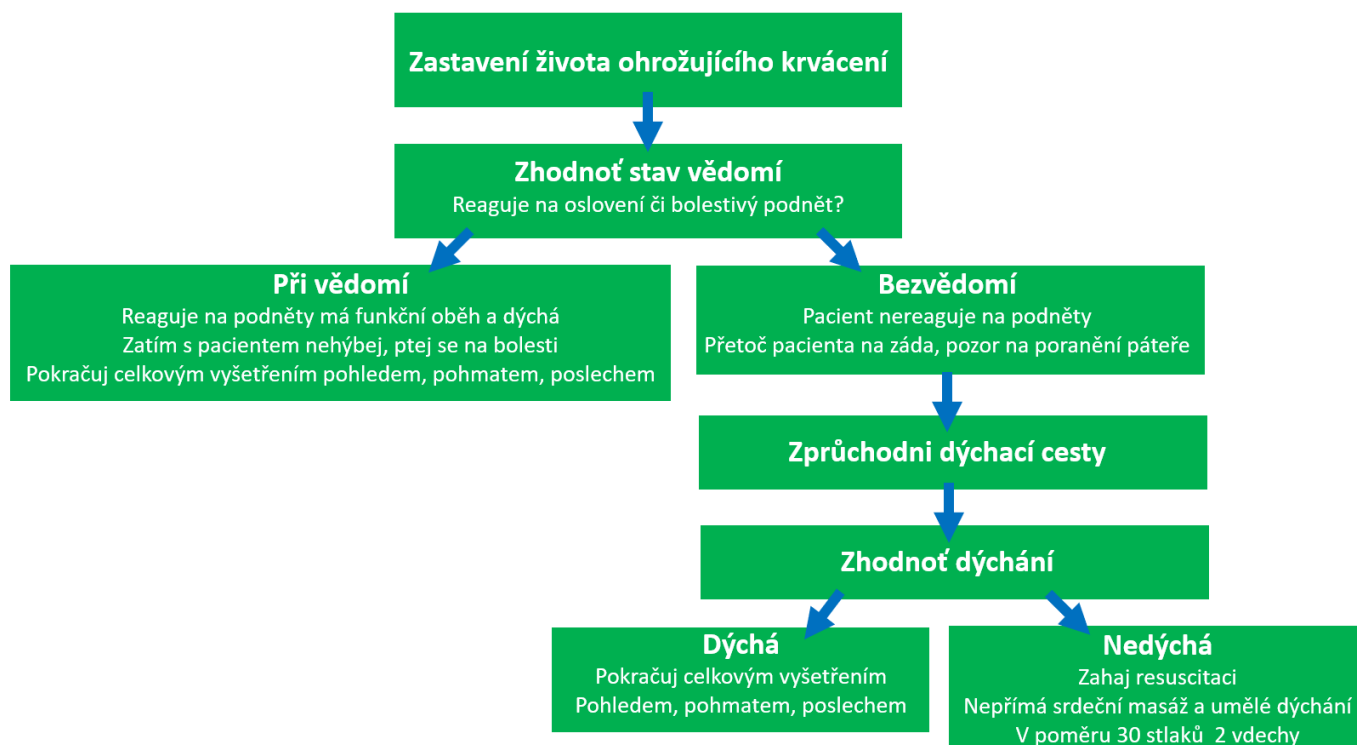 Zastavení života ohrožujícího krvácení
Zhodnoť stav vědomí
Reaguje na oslovení či bolestivý podnět?
Při vědomí
Reaguje na podněty má funkční oběh a dýchá
Zatím s pacientem nehýbej, ptej se na bolesti
Pokračuj celkovým vyšetřením pohledem, pohmatem, poslechem
Bezvědomí
Pacient nereaguje na podněty
Přetoč pacienta na záda, pozor na poranění páteře
Zprůchodni dýchací cesty
Zhodnoť dýchání
Dýchá
Pokračuj celkovým vyšetřením
Pohledem, pohmatem, poslechem
Nedýchá
Zahaj resuscitaci
Nepřímá srdeční masáž a umělé dýchání
V poměru 30 stlaků 2 vdechy